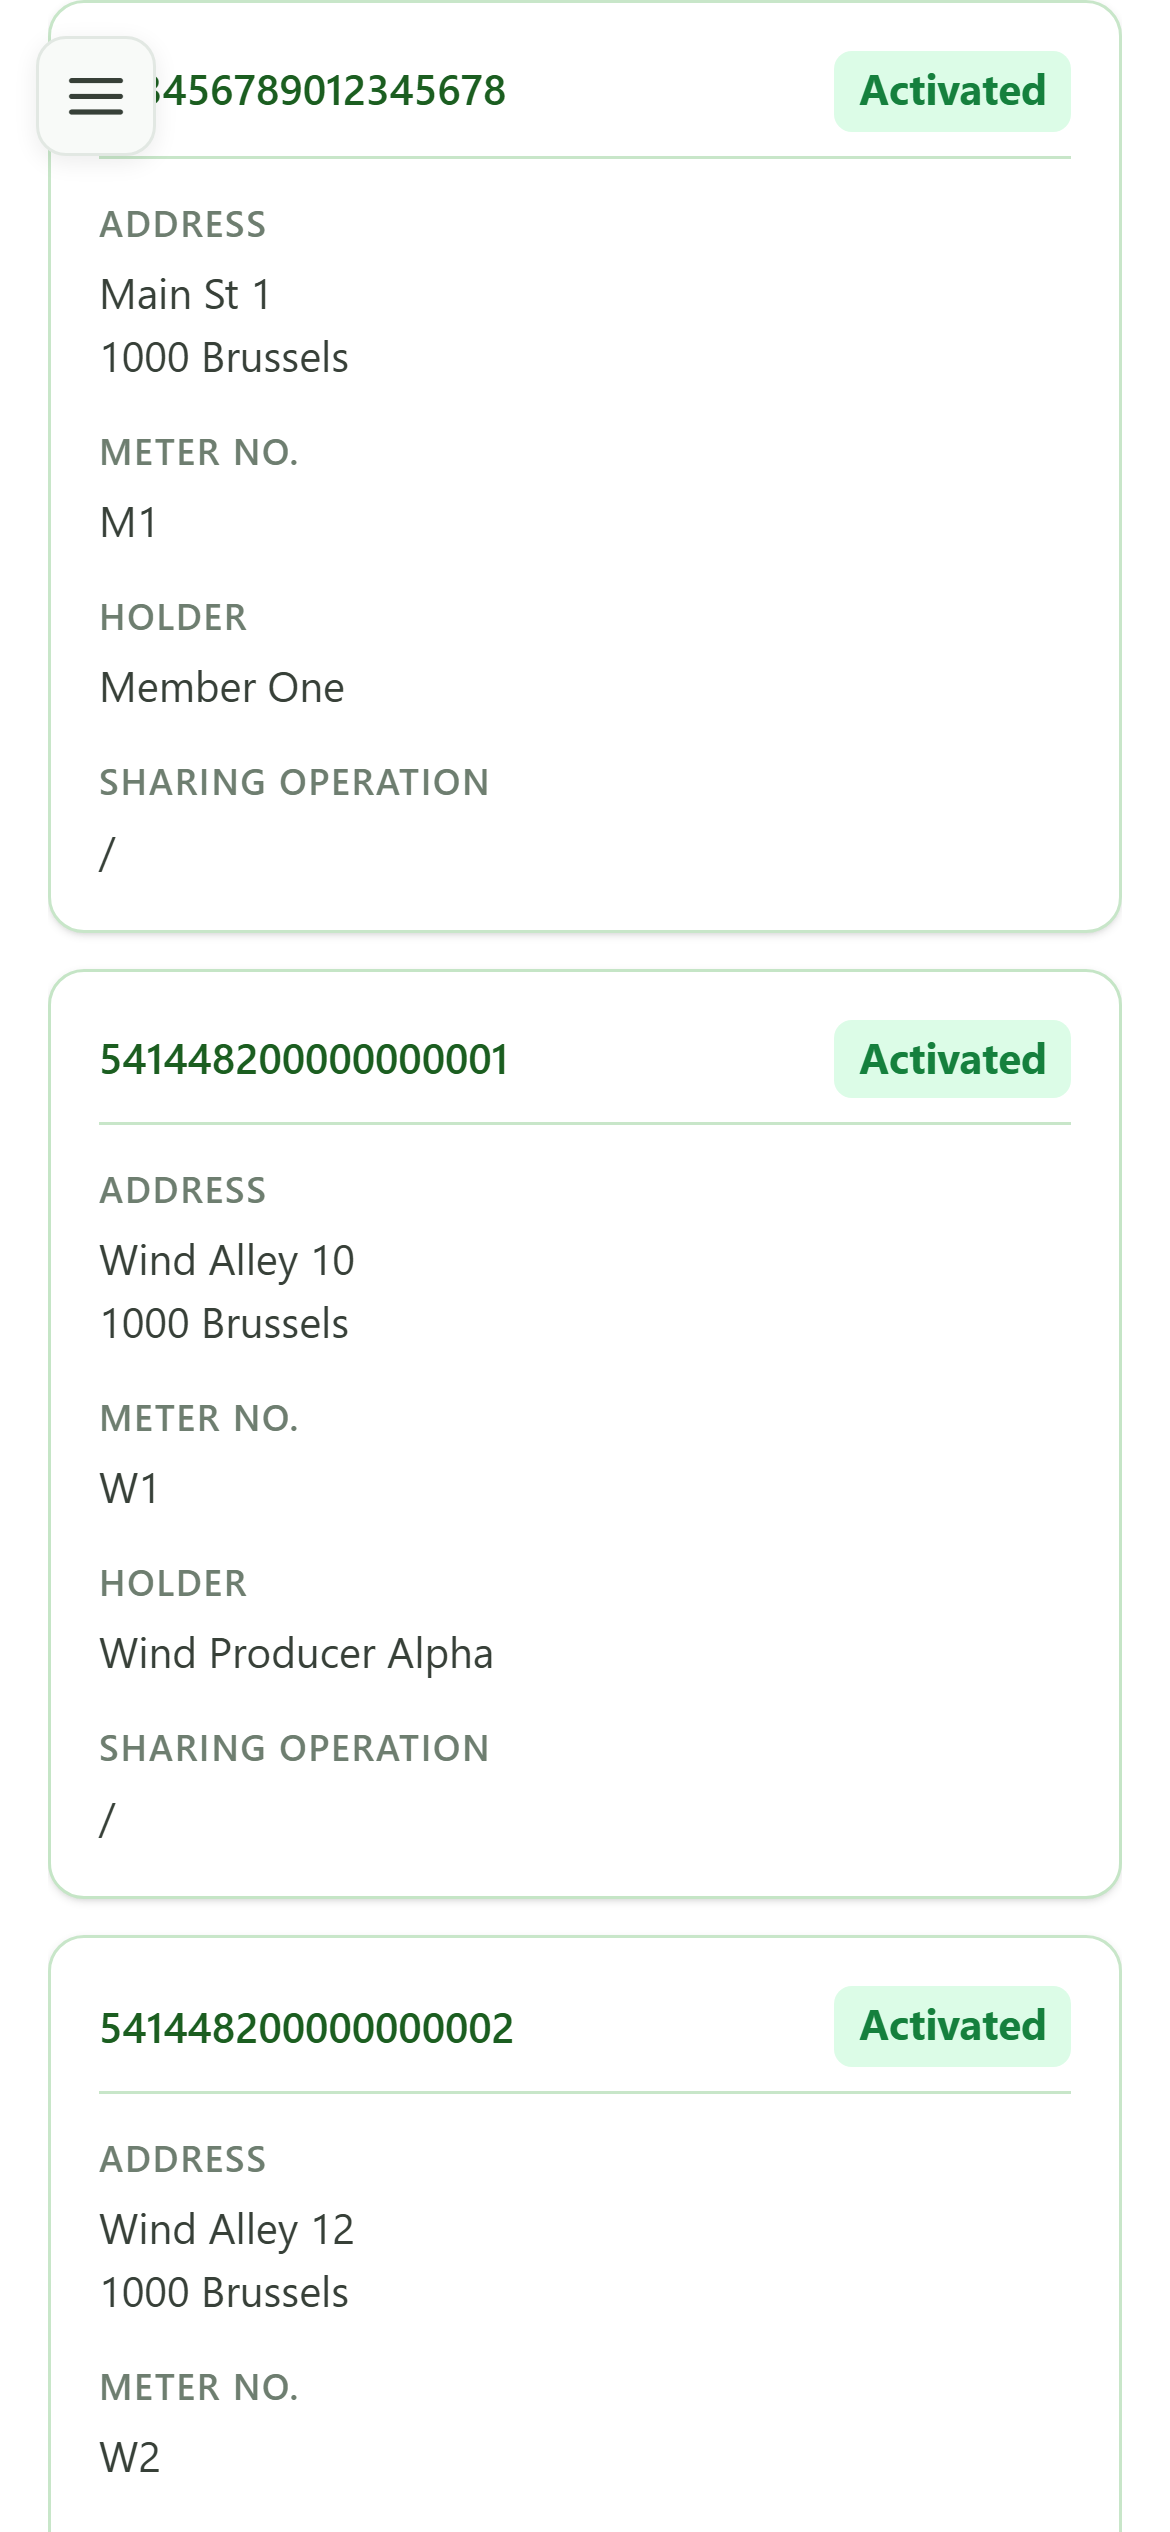 3456789012345678
Activated
ADDRESS
Main St 1
1000 Brussels
METER NO.
M1
HOLDER
Member One
SHARING OPERATION
/
541448200000000001
Activated
ADDRESS
Wind Alley 10
1000 Brussels
METER NO.
W1
HOLDER
Wind Producer Alpha
SHARING OPERATION
/
541448200000000002
Activated
ADDRESS
Wind Alley 12
1000 Brussels
METER NO.
W2